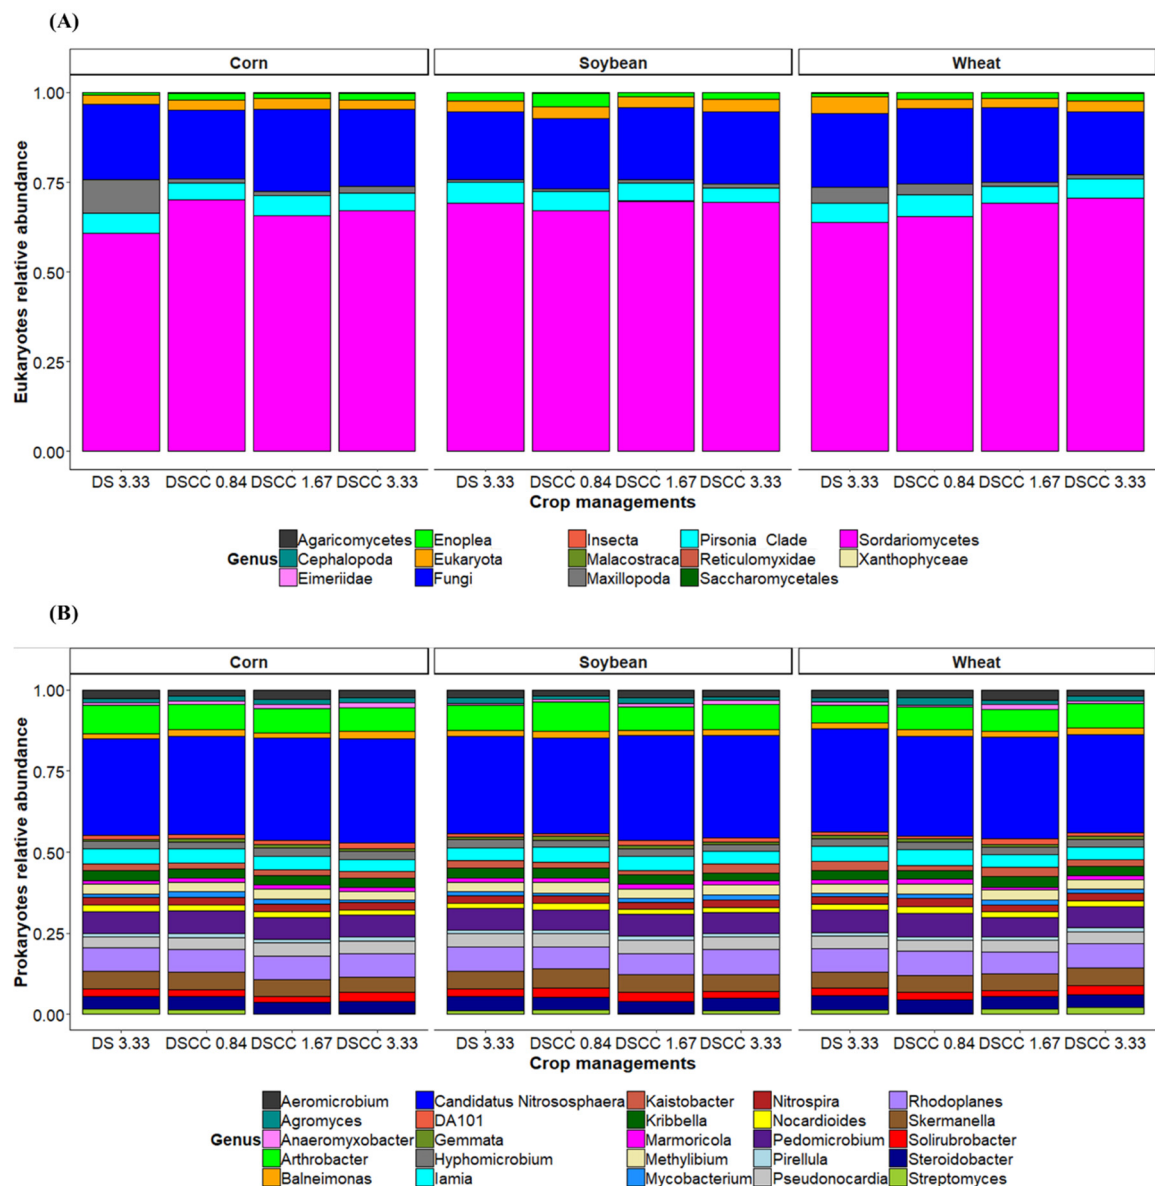 (A)
Corn Soybean Wheat
1.00
0.75
0.50
0.25
0.00
Eukaryotes relative abundance
DS 3.33 DSCC 0.84 DSCC 1.67 DSCC 3.33 DS 3.33 DSCC 0.84 DSCC 1.67 DSCC 3.33 DS 3.33 DSCC 0.84 DSCC 1.67 DSCC 3.33
Crop managements
Agaricomycetes Enoplea Insecta Pirsonia Clade Sordariomycetes
Genus Cephalopoda Eukaryota Malacostraca Reticulomyxidae Xanthophyceae
Eimeriidae Fungi Maxillopoda Saccharomycetales
(B)
Corn Soybean Wheat
1.00
0.75
0.50
0.25
0.00
Prokaryotes relative abundance
DS 3.33 DSCC 0.84 DSCC 1.67 DSCC 3.33 DS 3.33 DSCC 0.84 DSCC 1.67 DSCC 3.33 DS 3.33 DSCC 0.84 DSCC 1.67 DSCC 3.33
Crop managements
Aeromicrobium Candidatus Nitrososphaera Kaistobacter Nitrospira Rhodoplanes
Agromyces DA101 Kribbella Nocardioides Skermanella
Genus Anaeromyxobacter Gemmata Marmoricola Pedomicrobium Solirubrobacter
Arthrobacter Hyphomicrobium Methylibium Pirellula Steroidobacter
Balneimonas Iamia Mycobacterium Pseudonocardia Streptomyces